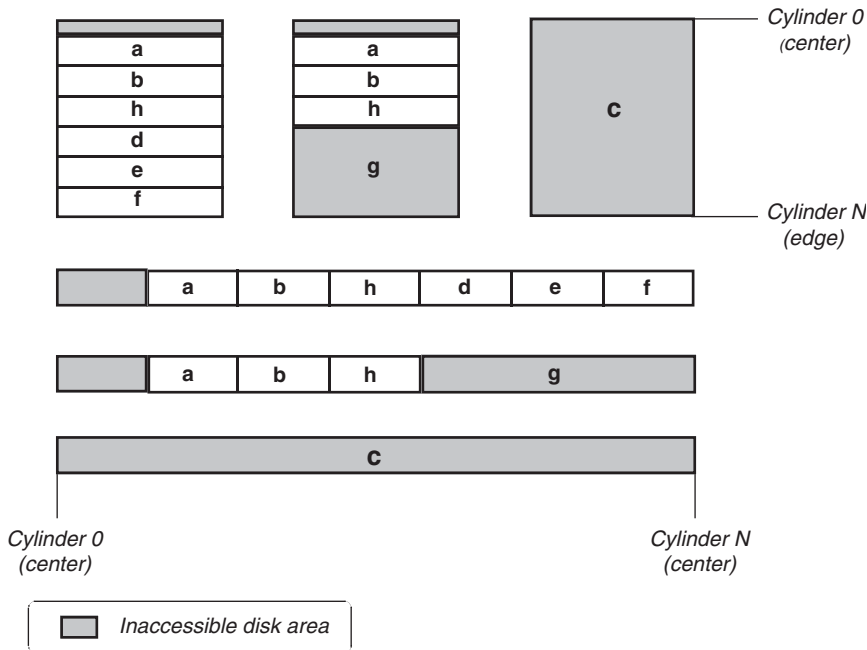 a
b
h
d
e
f
a
b
h
g
c
Cylinder 0
(center)
Cylinder N
(edge)
a b h d e f
a b h g
c
Cylinder 0
(center)
Cylinder N
(center)
Inaccessible disk area